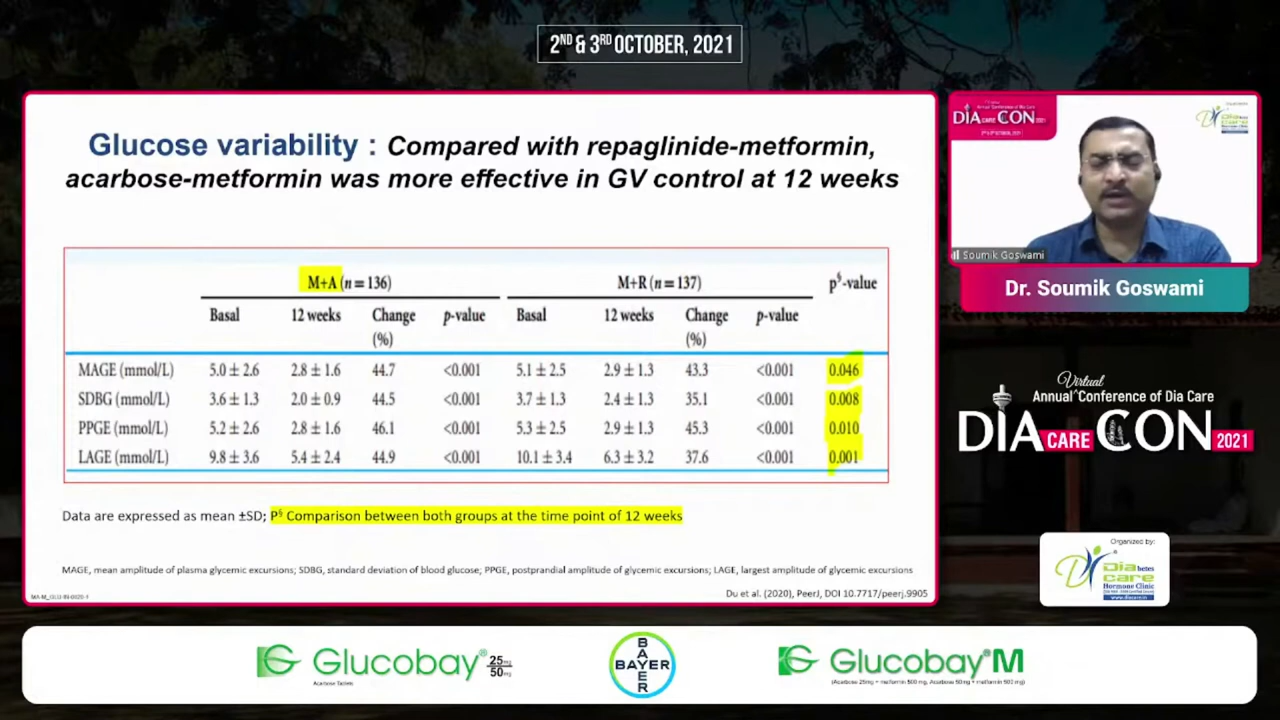 2ND & 3RD OCTOBER, 2021
Glucose variability : Compared with repaglinide-metformin,
acarbose-metformin was more effective in GV control at 12 weeks
M+A (n = 136) M+R (n = 137) p§-value
Basal 12 weeks Change (%) p-value Basal 12 weeks Change (%) p-value
MAGE (mmol/L) 5.0 ± 2.6 2.8 ± 1.6 44.7 <0.001 5.1 ± 2.5 2.9 ± 1.3 43.3 <0.001 0.046
SDBG (mmol/L) 3.6 ± 1.3 2.0 ± 0.9 44.5 <0.001 3.7 ± 1.3 2.4 ± 1.3 35.1 <0.001 0.008
PPGE (mmol/L) 5.2 ± 2.6 2.8 ± 1.6 46.1 <0.001 5.3 ± 2.5 2.9 ± 1.3 45.3 <0.001 0.010
LAGE (mmol/L) 9.8 ± 3.6 5.4 ± 2.4 44.9 <0.001 10.1 ± 3.4 6.3 ± 3.2 37.6 <0.001 0.001
Data are expressed as mean ±SD; P§ Comparison between both groups at the time point of 12 weeks
MAGE, mean amplitude of plasma glycemic excursions; SDBG, standard deviation of blood glucose; PPGE, postprandial amplitude of glycemic excursions; LAGE, largest amplitude of glycemic excursions
Du et al. (2020), PeerJ, DOI 10.7717/peerj.9905
DIA CARE CON 2021
Dia care
Soumik Goswami
Dr. Soumik Goswami
Virtual
Annual Conference of Dia Care
DIA CARE CON 2021
Organized by:
Diabetes
care
Hormone Clinic
www.diacare.in
Glucobay® 25mg 50mg
Acarbose Tablets
BAYER
BAYER
Glucobay® M
(Acarbose 25mg + metformin 500 mg, Acarbose 50mg + metformin 500 mg)